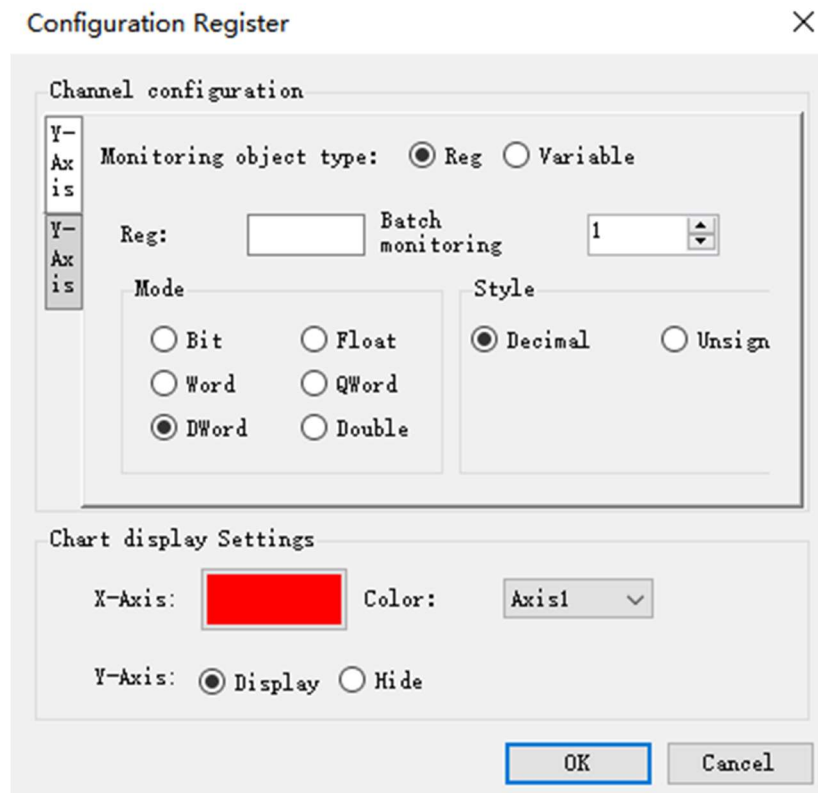 Configuration Register
Channel configuration
Y-
Ax
is
Y-
Ax
is
Monitoring object type: Reg Variable
Reg: Batch
monitoring 1
Mode Style
Bit Float Decimal Unsign
Word QWord
DWord Double
Chart display Settings
X-Axis: Color: Axis1
Y-Axis: Display Hide
OK Cancel